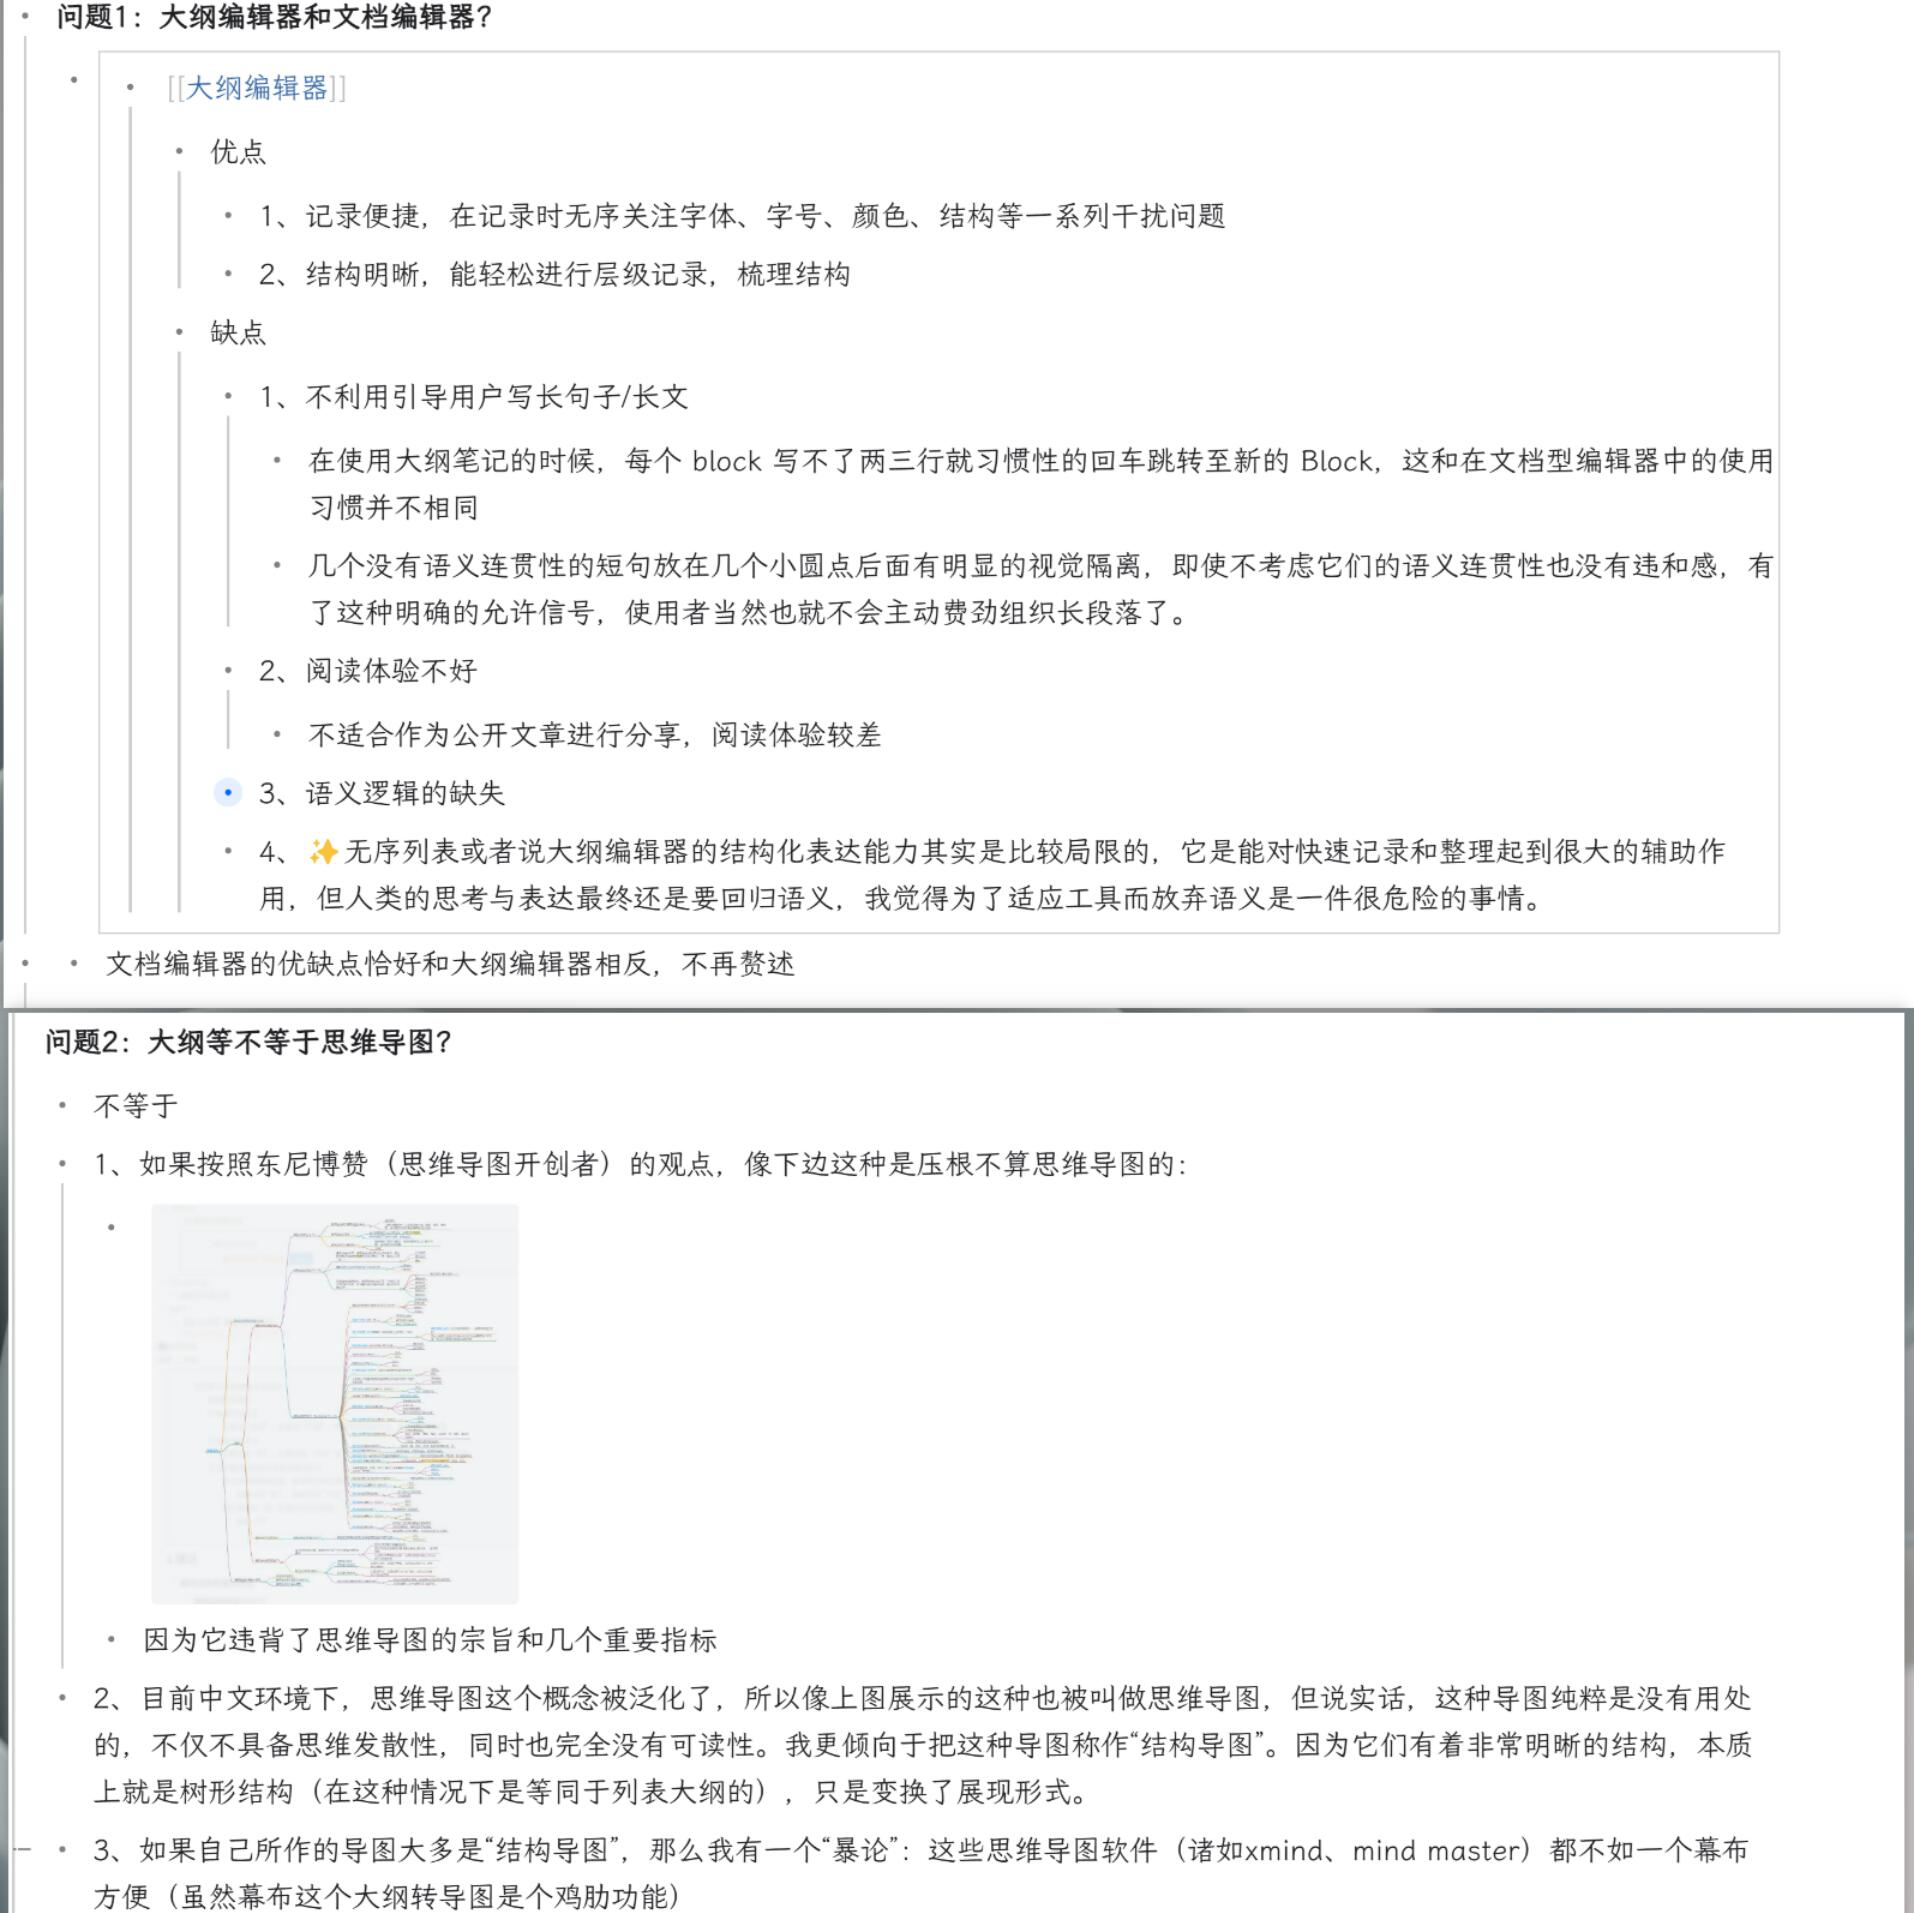 问题1：大纲编辑器和文档编辑器？
[[大纲编辑器]]
优点
1、记录便捷，在记录时无序关注字体、字号、颜色、结构等一系列干扰问题
2、结构明晰，能轻松进行层级记录，梳理结构
缺点
1、不利用引导用户写长句子/长文
在使用大纲笔记的时候，每个 block 写不了两三行就习惯性的回车跳转至新的 Block，这和在文档型编辑器中的使用
习惯并不相同
几个没有语义连贯性的短句放在几个小圆点后面有明显的视觉隔离，即使不考虑它们的语义连贯性也没有违和感，有
了这种明确的允许信号，使用者当然也就不会主动费劲组织长段落了。
2、阅读体验不好
不适合作为公开文章进行分享，阅读体验较差
3、语义逻辑的缺失
4、✨无序列表或者说大纲编辑器的结构化表达能力其实是比较局限的，它是能对快速记录和整理起到很大的辅助作
用，但人类的思考与表达最终还是要回归语义，我觉得为了适应工具而放弃语义是一件很危险的事情。
文档编辑器的优缺点恰好和大纲编辑器相反，不再赘述
问题2：大纲等不等于思维导图？
不等于
1、如果按照东尼博赞（思维导图开创者）的观点，像下边这种是压根不算思维导图的：
因为它违背了思维导图的宗旨和几个重要指标
2、目前中文环境下，思维导图这个概念被泛化了，所以像上图展示的这种也被叫做思维导图，但说实话，这种导图纯粹是没有用处
的，不仅不具备思维发散性，同时也完全没有可读性。我更倾向于把这种导图称作“结构导图”。因为它们有着非常明晰的结构，本质
上就是树形结构（在这种情况下是等同于列表大纲的），只是变换了展现形式。
3、如果自己所作的导图大多是“结构导图”，那么我有一个“暴论”：这些思维导图软件（诸如xmind、mind master）都不如一个幕布
方便（虽然幕布这个大纲转导图是个鸡肋功能）